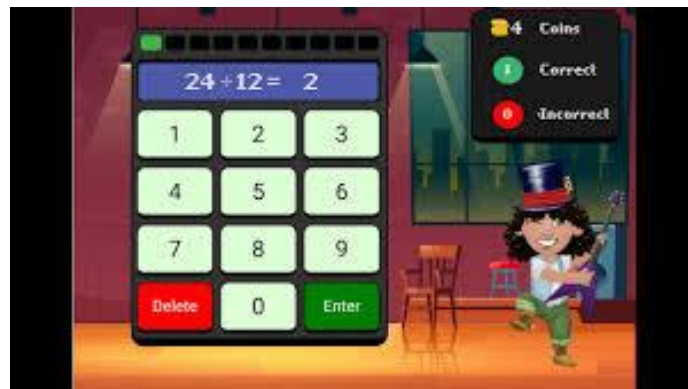 4 Coins
1 Correct
0 Incorrect
24÷12= 2
1 2 3
4 5 6
7 8 9
Delete 0 Enter